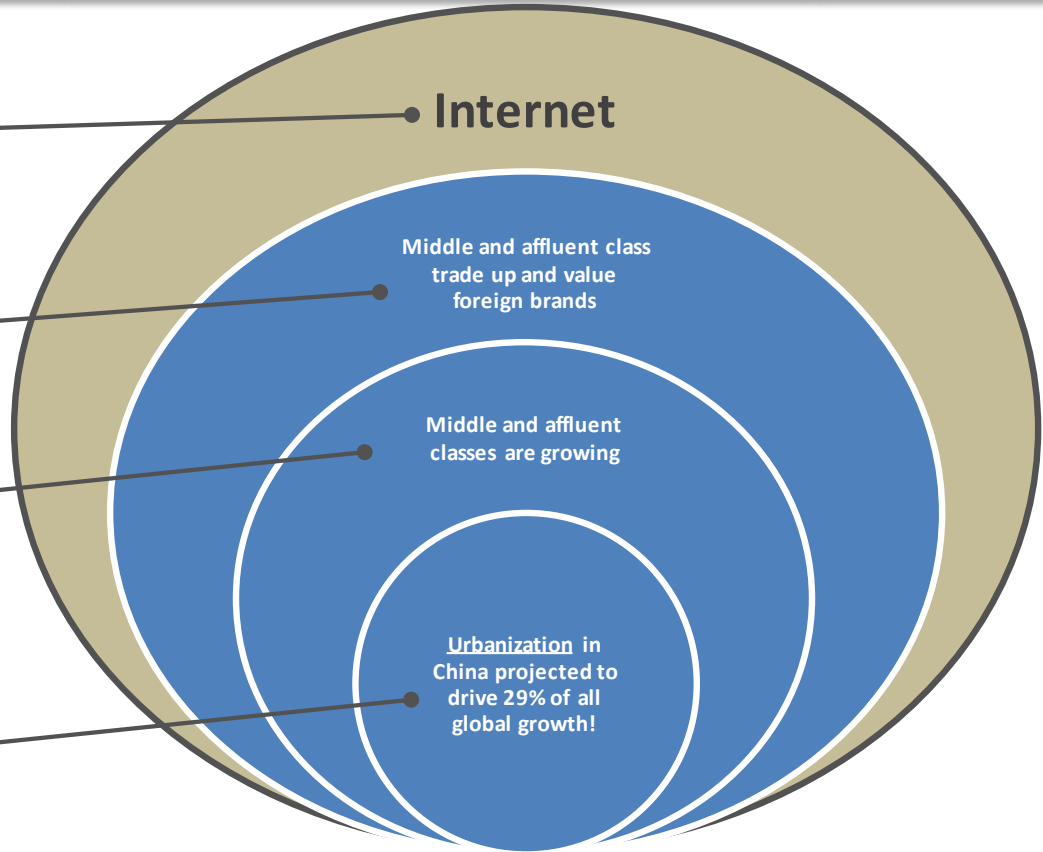 Internet
Middle and affluent class
trade up and value
foreign brands
Middle and affluent
classes are growing
Urbanization in
China projected to
drive 29% of all
global growth!